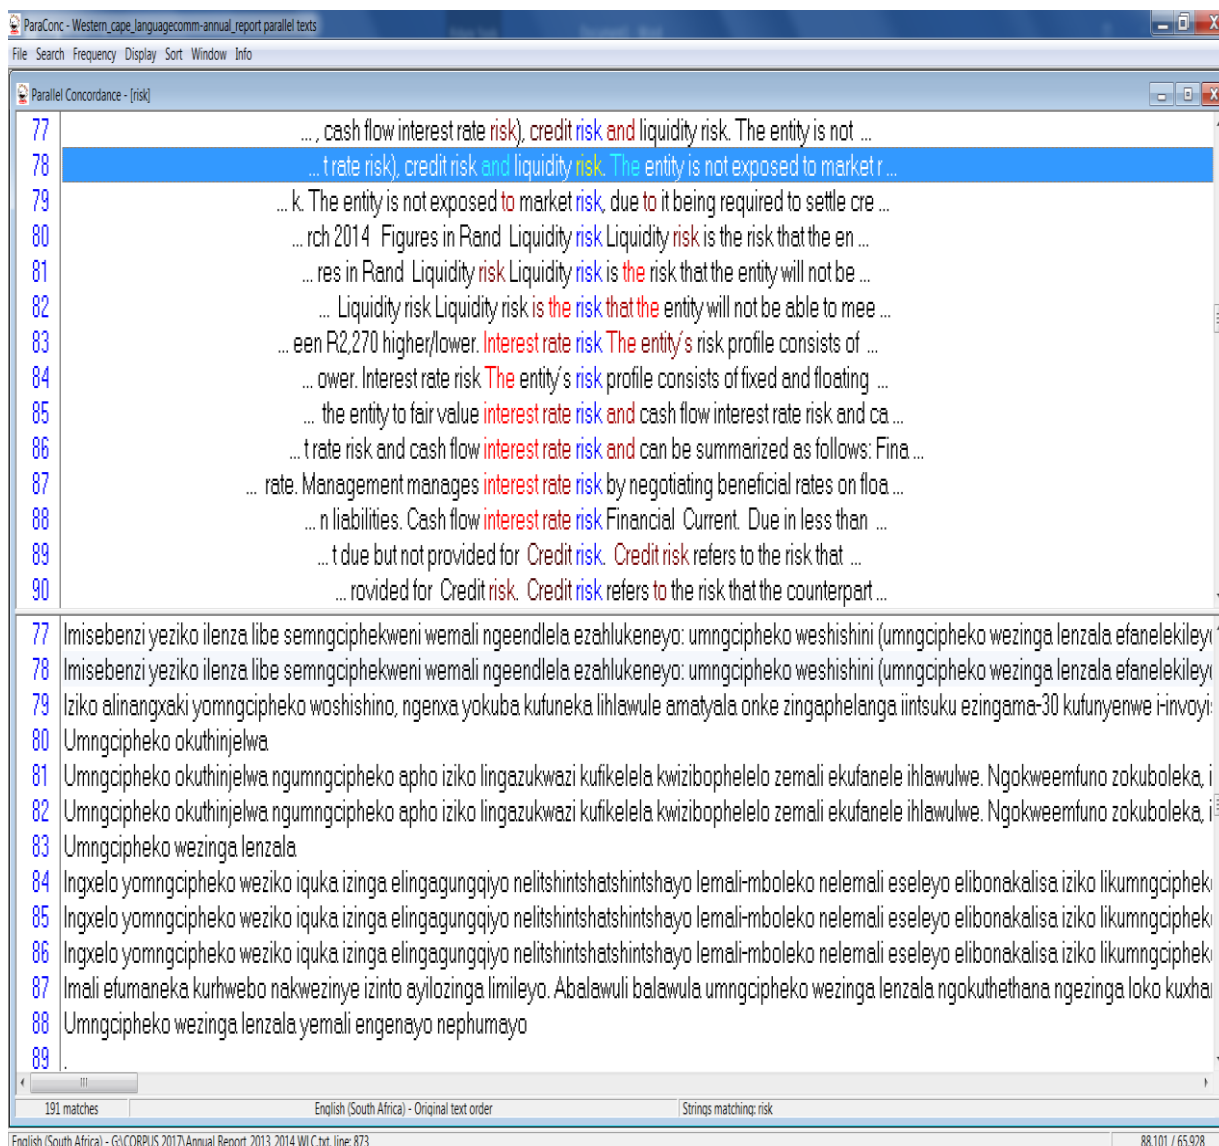 ParaConc - Western_cape_languagecomm-annual_report parallel texts
File Search Frequency Display Sort Window Info
Parallel Concordance - [risk]
77 ... , cash flow interest rate risk), credit risk and liquidity risk. The entity is not ...
78 ... t rate risk), credit risk and liquidity risk. The entity is not exposed to market r ...
79 ... k. The entity is not exposed to market risk, due to it being required to settle cre ...
80 ... rch 2014 Figures in Rand Liquidity risk Liquidity risk is the risk that the en ...
81 ... res in Rand Liquidity risk Liquidity risk is the risk that the entity will not be ...
82 ... Liquidity risk Liquidity risk is the risk that the entity will not be able to mee ...
83 ... een R2,270 higher/lower. Interest rate risk The entity's risk profile consists of ...
84 ... ower. Interest rate risk The entity's risk profile consists of fixed and floating ...
85 ... the entity to fair value interest rate risk and cash flow interest rate risk and ca ...
86 ... t rate risk and cash flow interest rate risk and can be summarized as follows: Fina ...
87 ... rate. Management manages interest rate risk by negotiating beneficial rates on floa ...
88 ... n liabilities. Cash flow interest rate risk Financial Current. Due in less than ...
89 ... t due but not provided for Credit risk. Credit risk refers to the risk that ...
90 ... rovided for Credit risk. Credit risk refers to the risk that the counterpart ...
77 Imisebenzi yeziko ilenza libe semngciphekweni wemali ngeendlela ezahlukeneyo: umngcipheko weshishini (umngcipheko wezinga lenzala efanelekileyo
78 Imisebenzi yeziko ilenza libe semngciphekweni wemali ngeendlela ezahlukeneyo: umngcipheko weshishini (umngcipheko wezinga lenzala efanelekileyo
79 Iziko alinangxaki yomngcipheko woshishino, ngenxa yokuba kufuneka lihlawule amatyala onke zingaphelanga iintsuku ezingama-30 kufunyenwe i-invoyi
80 Umngcipheko okuthinjelwa
81 Umngcipheko okuthinjelwa ngumngcipheko apho iziko lingazukwazi kufikelela kwizibophelelo zemali ekufanele ihlawulwe. Ngokweemfuno zokuboleka, i
82 Umngcipheko okuthinjelwa ngumngcipheko apho iziko lingazukwazi kufikelela kwizibophelelo zemali ekufanele ihlawulwe. Ngokweemfuno zokuboleka, i
83 Umngcipheko wezinga lenzala
84 Ingxelo yomngcipheko weziko iquka izinga elingagungqiyo nelitshintshatshintshayo lemali-mboleko nelemali eseleyo elibonakalisa iziko likumngciphek
85 Ingxelo yomngcipheko weziko iquka izinga elingagungqiyo nelitshintshatshintshayo lemali-mboleko nelemali eseleyo elibonakalisa iziko likumngciphek
86 Ingxelo yomngcipheko weziko iquka izinga elingagungqiyo nelitshintshatshintshayo lemali-mboleko nelemali eseleyo elibonakalisa iziko likumngciphek
87 Imali efumaneka kurhwebo nakwezinye izinto ayilozinga limileyo. Abalawuli balawula umngcipheko wezinga lenzala ngokuthethana ngezinga loko kuxha
88 Umngcipheko wezinga lenzala yemali engenayo nephumayo
89 .
191 matches English (South Africa) - Original text order Strings matching: risk
English (South Africa) - G:\CORPUS 2017\Annual Report_2013_2014 WLC.txt, line: 873 88,101 / 65,928